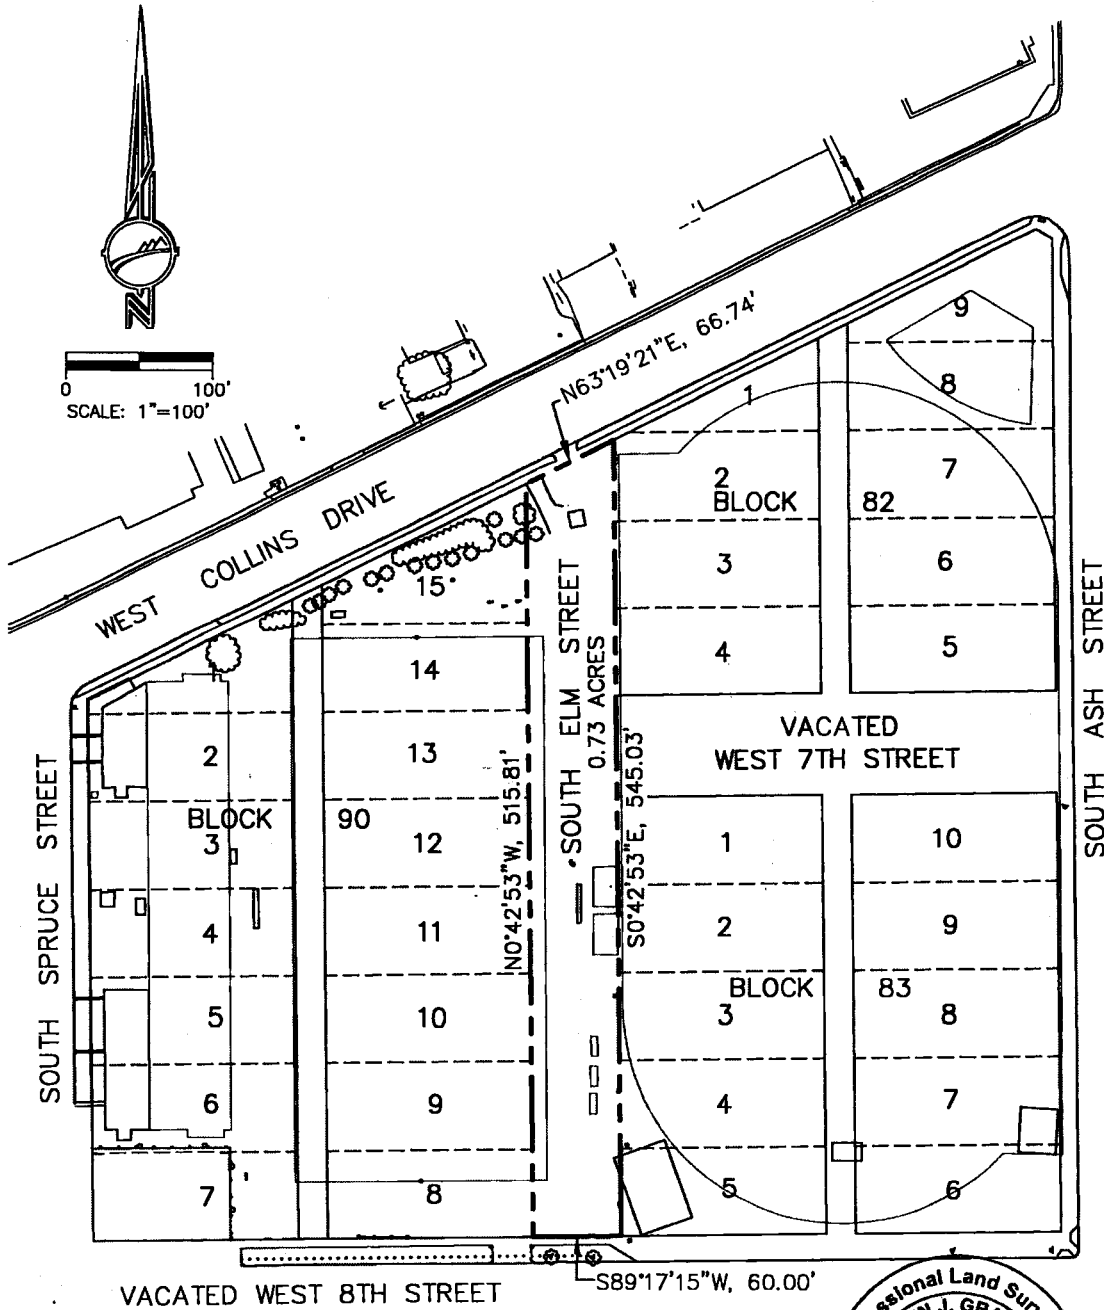 N
0 100'
SCALE: 1"=100'
N63°19'21"E, 66.74'
WEST COLLINS DRIVE
SOUTH SPRUCE STREET
SOUTH ELM STREET
0.73 ACRES
SOUTH ASH STREET
N0°42'53"W, 515.81'
S0°42'53"E, 545.03'
15
14
2 13
BLOCK 90
3 12
4 11
5 10
6 9
7 8
9
1 8
2 7
BLOCK 82
3 6
4 5
VACATED
WEST 7TH STREET
1 10
2 9
BLOCK 83
3 8
4 7
5 6
S89°17'15"W, 60.00'
VACATED WEST 8TH STREET
ssional Land Sur
J. GRA